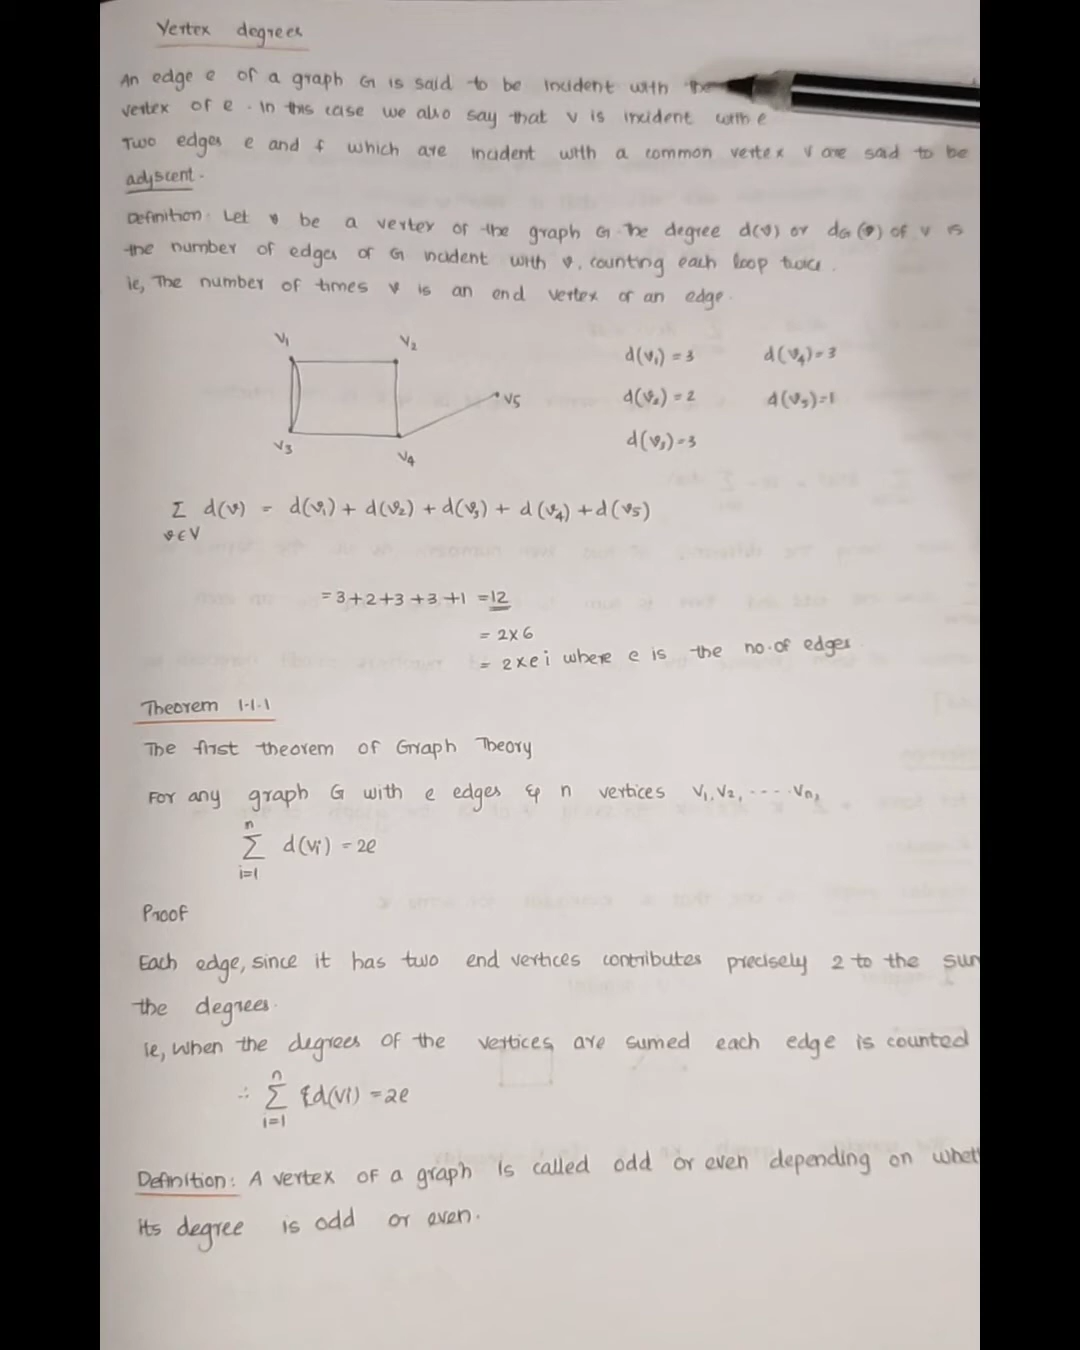 Vertex degrees
An edge e of a graph G is said to be incident with the
vertex of e. In this case we also say that v is incident with e
Two edges e and f which are incident with a common vertex v are said to be
adjscent.
Definition. Let v be a vertex of the graph G. The degree d(v) or dG(v) of v is
the number of edges of G incident with v, counting each loop twice.
ie, The number of times v is an end vertex of an edge.
v1 v2
d(v1) = 3 d(v4) = 3
v5
d(v2) = 2 d(v5) = 1
v3 v4
d(v3) = 3
Σ d(v) = d(v1) + d(v2) + d(v3) + d(v4) + d(v5)
v∈V
= 3+2+3+3+1 = 12
= 2×6
= 2×e ; where e is the no.of edges
Theorem 1.1.1
The first theorem of Graph Theory
For any graph G with e edges & n vertices v1, v2, ....vn,
n
Σ d(vi) = 2e
i=1
Proof
Each edge, since it has two end vertices contributes precisely 2 to the
the degrees.
ie, when the degrees of the vertices are sumed each edge is counted
n
∴ Σ d(vi) = 2e
i=1
Definition: A vertex of a graph is called odd or even depending on
its degree is odd or even.